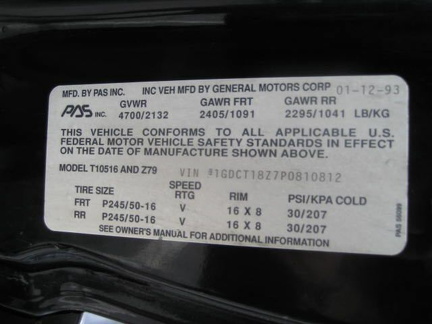 MFD. BY PAS INC. INC VEH MFD BY GENERAL MOTORS CORP 01-12-93
PAS INC. GVWR GAWR FRT GAWR RR
4700/2132 2405/1091 2295/1041 LB/KG
THIS VEHICLE CONFORMS TO ALL APPLICABLE U.S.
FEDERAL MOTOR VEHICLE SAFETY STANDARDS IN EFFECT
ON THE DATE OF MANUFACTURE SHOWN ABOVE.
MODEL T10516 AND Z79 VIN *1GDCT18Z7P0810812
TIRE SIZE SPEED RTG RIM PSI/KPA COLD
FRT P245/50-16 V 16 X 8 30/207
RR P245/50-16 V 16 X 8 30/207
SEE OWNER'S MANUAL FOR ADDITIONAL INFORMATION